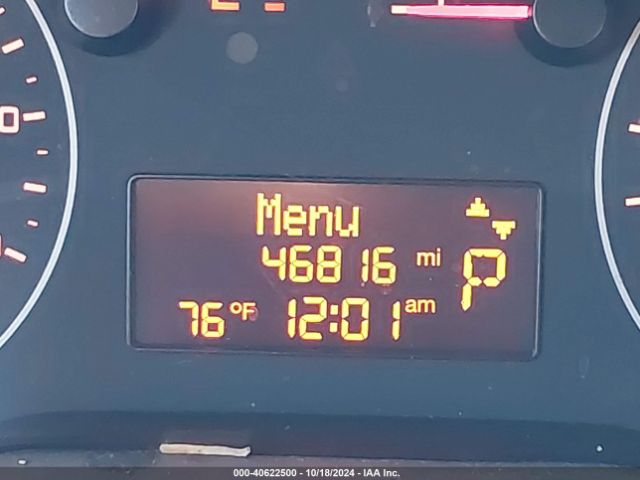 Menu
46816 mi
P
76°F 12:01 am
000-40622500 - 10/18/2024 - IAA Inc.